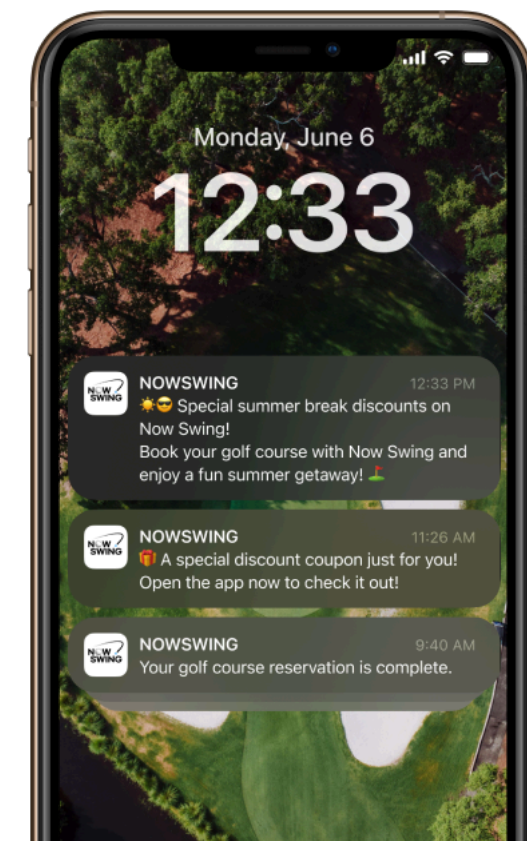 Monday, June 6
12:33
NOW SWING
NOWSWING
12:33 PM
☀️😎 Special summer break discounts on
Now Swing!
Book your golf course with Now Swing and
enjoy a fun summer getaway! ⛳
NOW SWING
NOWSWING
11:26 AM
🎁 A special discount coupon just for you!
Open the app now to check it out!
NOW SWING
NOWSWING
9:40 AM
Your golf course reservation is complete.